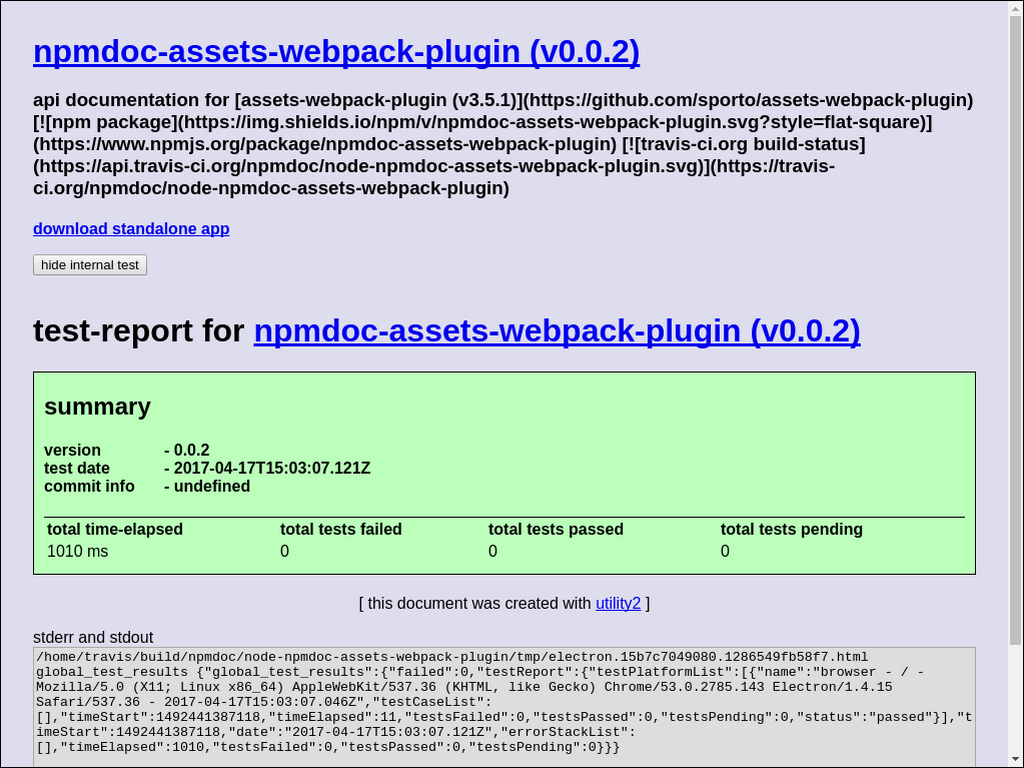 npmdoc-assets-webpack-plugin (v0.0.2)
api documentation for [assets-webpack-plugin (v3.5.1)](https://github.com/sporto/assets-webpack-plugin)
[![npm package](https://img.shields.io/npm/v/npmdoc-assets-webpack-plugin.svg?style=flat-square)]
(https://www.npmjs.org/package/npmdoc-assets-webpack-plugin) [![travis-ci.org build-status]
(https://api.travis-ci.org/npmdoc/node-npmdoc-assets-webpack-plugin.svg)](https://travis-
ci.org/npmdoc/node-npmdoc-assets-webpack-plugin)
download standalone app
hide internal test
test-report for npmdoc-assets-webpack-plugin (v0.0.2)
summary
version - 0.0.2
test date - 2017-04-17T15:03:07.121Z
commit info - undefined
total time-elapsed total tests failed total tests passed total tests pending
1010 ms 0 0 0
[ this document was created with utility2 ]
stderr and stdout
/home/travis/build/npmdoc/node-npmdoc-assets-webpack-plugin/tmp/electron.15b7c7049080.1286549fb58f7.html
global_test_results {"global_test_results":{"failed":0,"testReport":{"testPlatformList":[{"name":"browser - / -
Mozilla/5.0 (X11; Linux x86_64) AppleWebKit/537.36 (KHTML, like Gecko) Chrome/53.0.2785.143 Electron/1.4.15
Safari/537.36 - 2017-04-17T15:03:07.046Z","testCaseList":
[],"timeStart":1492441387118,"timeElapsed":11,"testsFailed":0,"testsPassed":0,"testsPending":0,"status":"passed"}],"t
imeStart":1492441387118,"date":"2017-04-17T15:03:07.121Z","errorStackList":
[],"timeElapsed":1010,"testsFailed":0,"testsPassed":0,"testsPending":0}}}